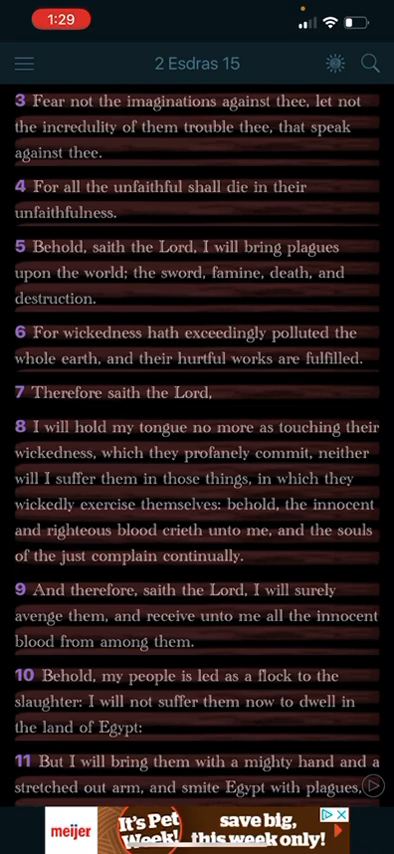 1:29
2 Esdras 15
3 Fear not the imaginations against thee, let not
the incredulity of them trouble thee, that speak
against thee.
4 For all the unfaithful shall die in their
unfaithfulness.
5 Behold, saith the Lord, I will bring plagues
upon the world; the sword, famine, death, and
destruction.
6 For wickedness hath exceedingly polluted the
whole earth, and their hurtful works are fulfilled.
7 Therefore saith the Lord,
8 I will hold my tongue no more as touching their
wickedness, which they profanely commit, neither
will I suffer them in those things, in which they
wickedly exercise themselves: behold, the innocent
and righteous blood crieth unto me, and the souls
of the just complain continually.
9 And therefore, saith the Lord, I will surely
avenge them, and receive unto me all the innocent
blood from among them.
10 Behold, my people is led as a flock to the
slaughter: I will not suffer them now to dwell in
the land of Egypt:
11 But I will bring them with a mighty hand and a
stretched out arm, and smite Egypt with plagues,
meijer
It's Pet
Week!
save big,
this week only!